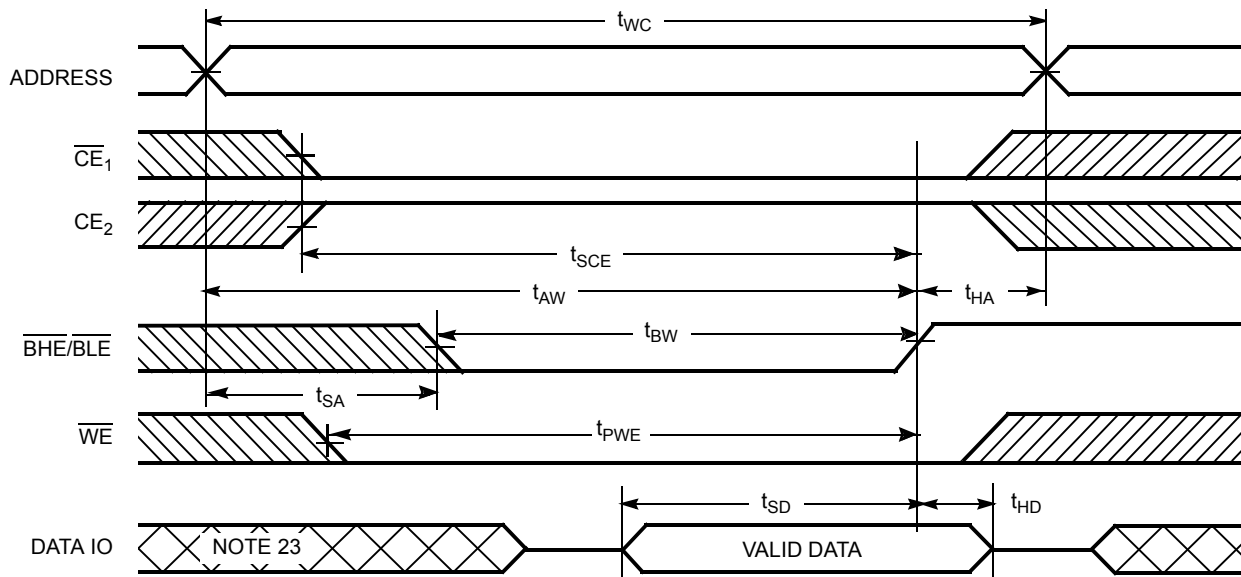 tWC
ADDRESS
CE1
CE2
tSCE
tAW
tHA
BHE/BLE
tBW
tSA
WE
tPWE
tSD
tHD
DATA IO
NOTE 23
VALID DATA